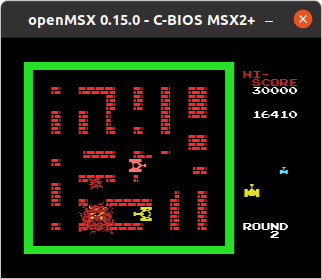 openMSX 0.15.0 - C-BIOS MSX2+
HI-
SCORE
30000
16410
ROUND
2